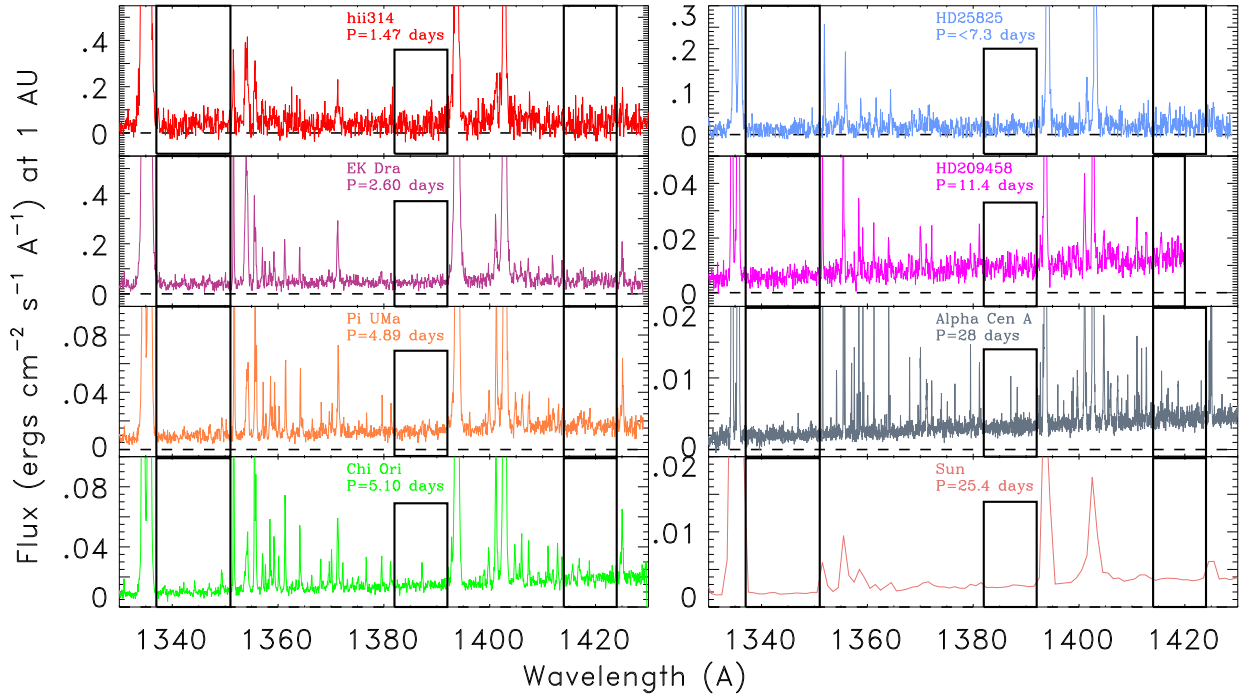 Flux (ergs cm⁻² s⁻¹ A⁻¹) at 1 AU
hii314
P=1.47 days
.4
.2
0
EK Dra
P=2.60 days
.4
.2
0
Pi UMa
P=4.89 days
.08
.04
0
Chi Ori
P=5.10 days
.08
.04
0
1340 1360 1380 1400 1420
HD25825
P=<7.3 days
.3
.2
.1
0
HD209458
P=11.4 days
.04
.02
0
Alpha Cen A
P=28 days
.02
.01
0
Sun
P=25.4 days
.02
.01
0
1340 1360 1380 1400 1420
Wavelength (A)